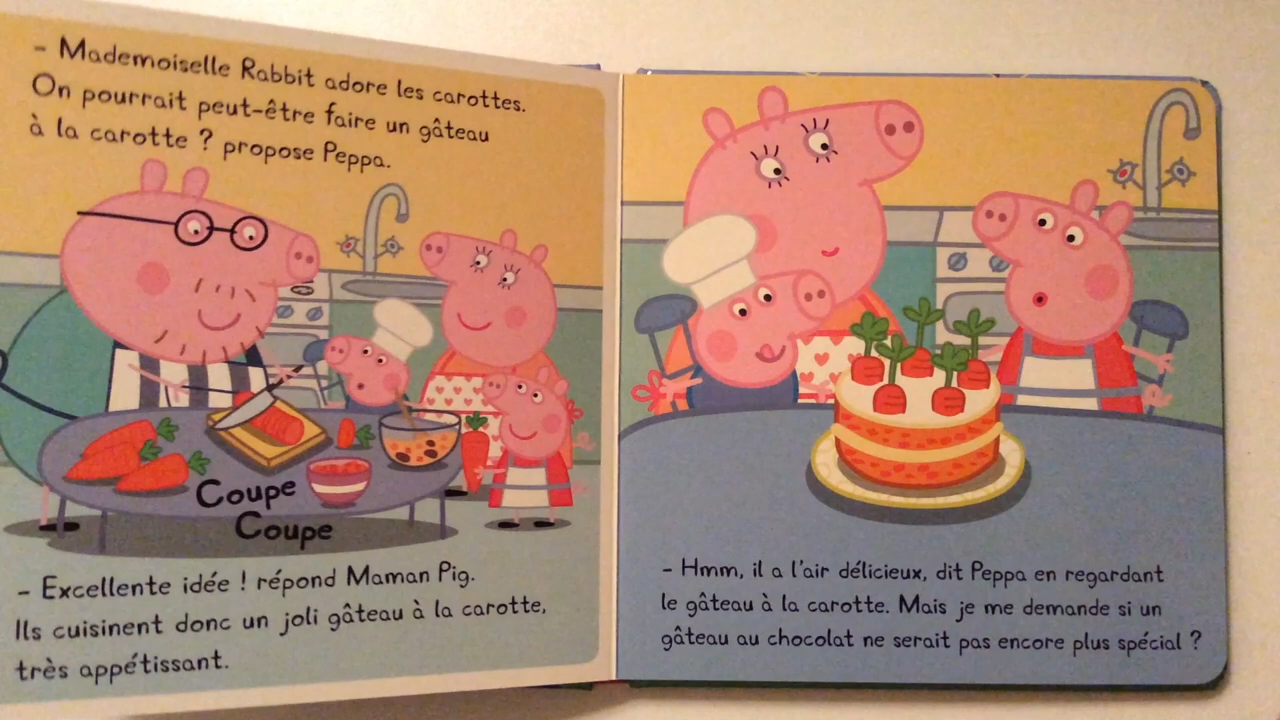 - Mademoiselle Rabbit adore les carottes.
On pourrait peut-être faire un gâteau
à la carotte ? propose Peppa.
Coupe
Coupe
- Excellente idée ! répond Maman Pig.
Ils cuisinent donc un joli gâteau à la carotte,
très appétissant.
- Hmm, il a l'air délicieux, dit Peppa en regardant
le gâteau à la carotte. Mais je me demande si un
gâteau au chocolat ne serait pas encore plus spécial ?